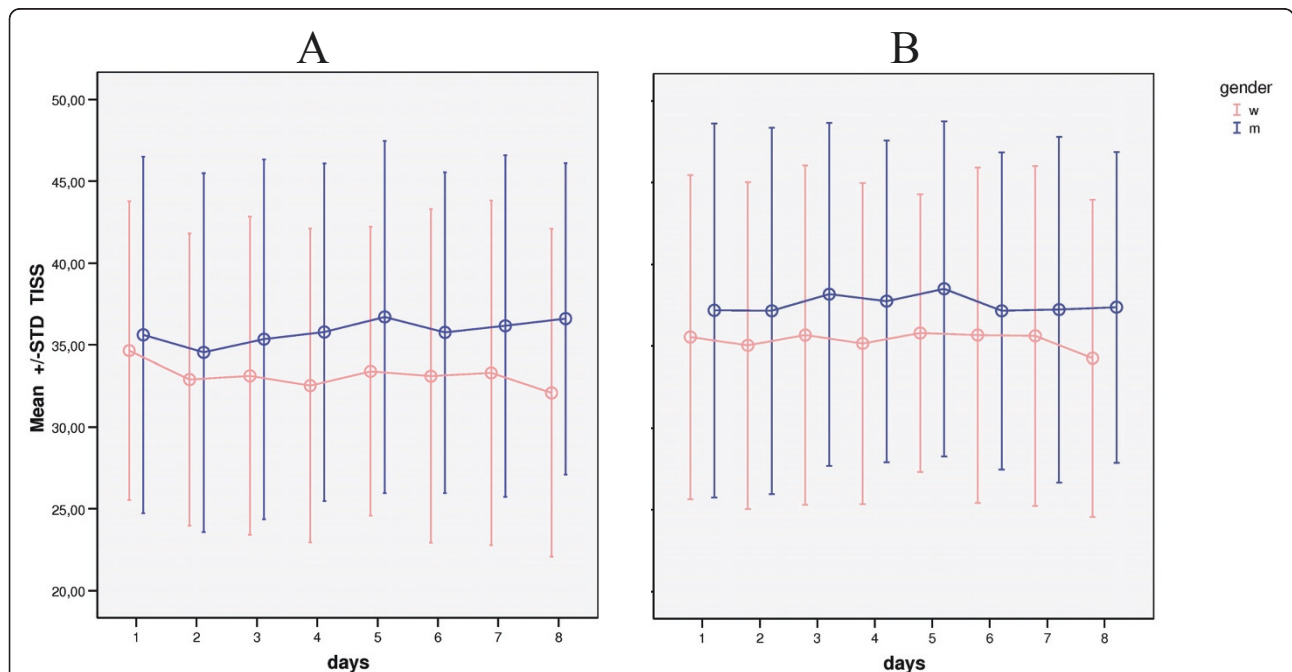 A
B
gender
w
m
Mean +/-STD TISS
50,00
45,00
40,00
35,00
30,00
25,00
20,00
1 2 3 4 5 6 7 8
days
1 2 3 4 5 6 7 8
days